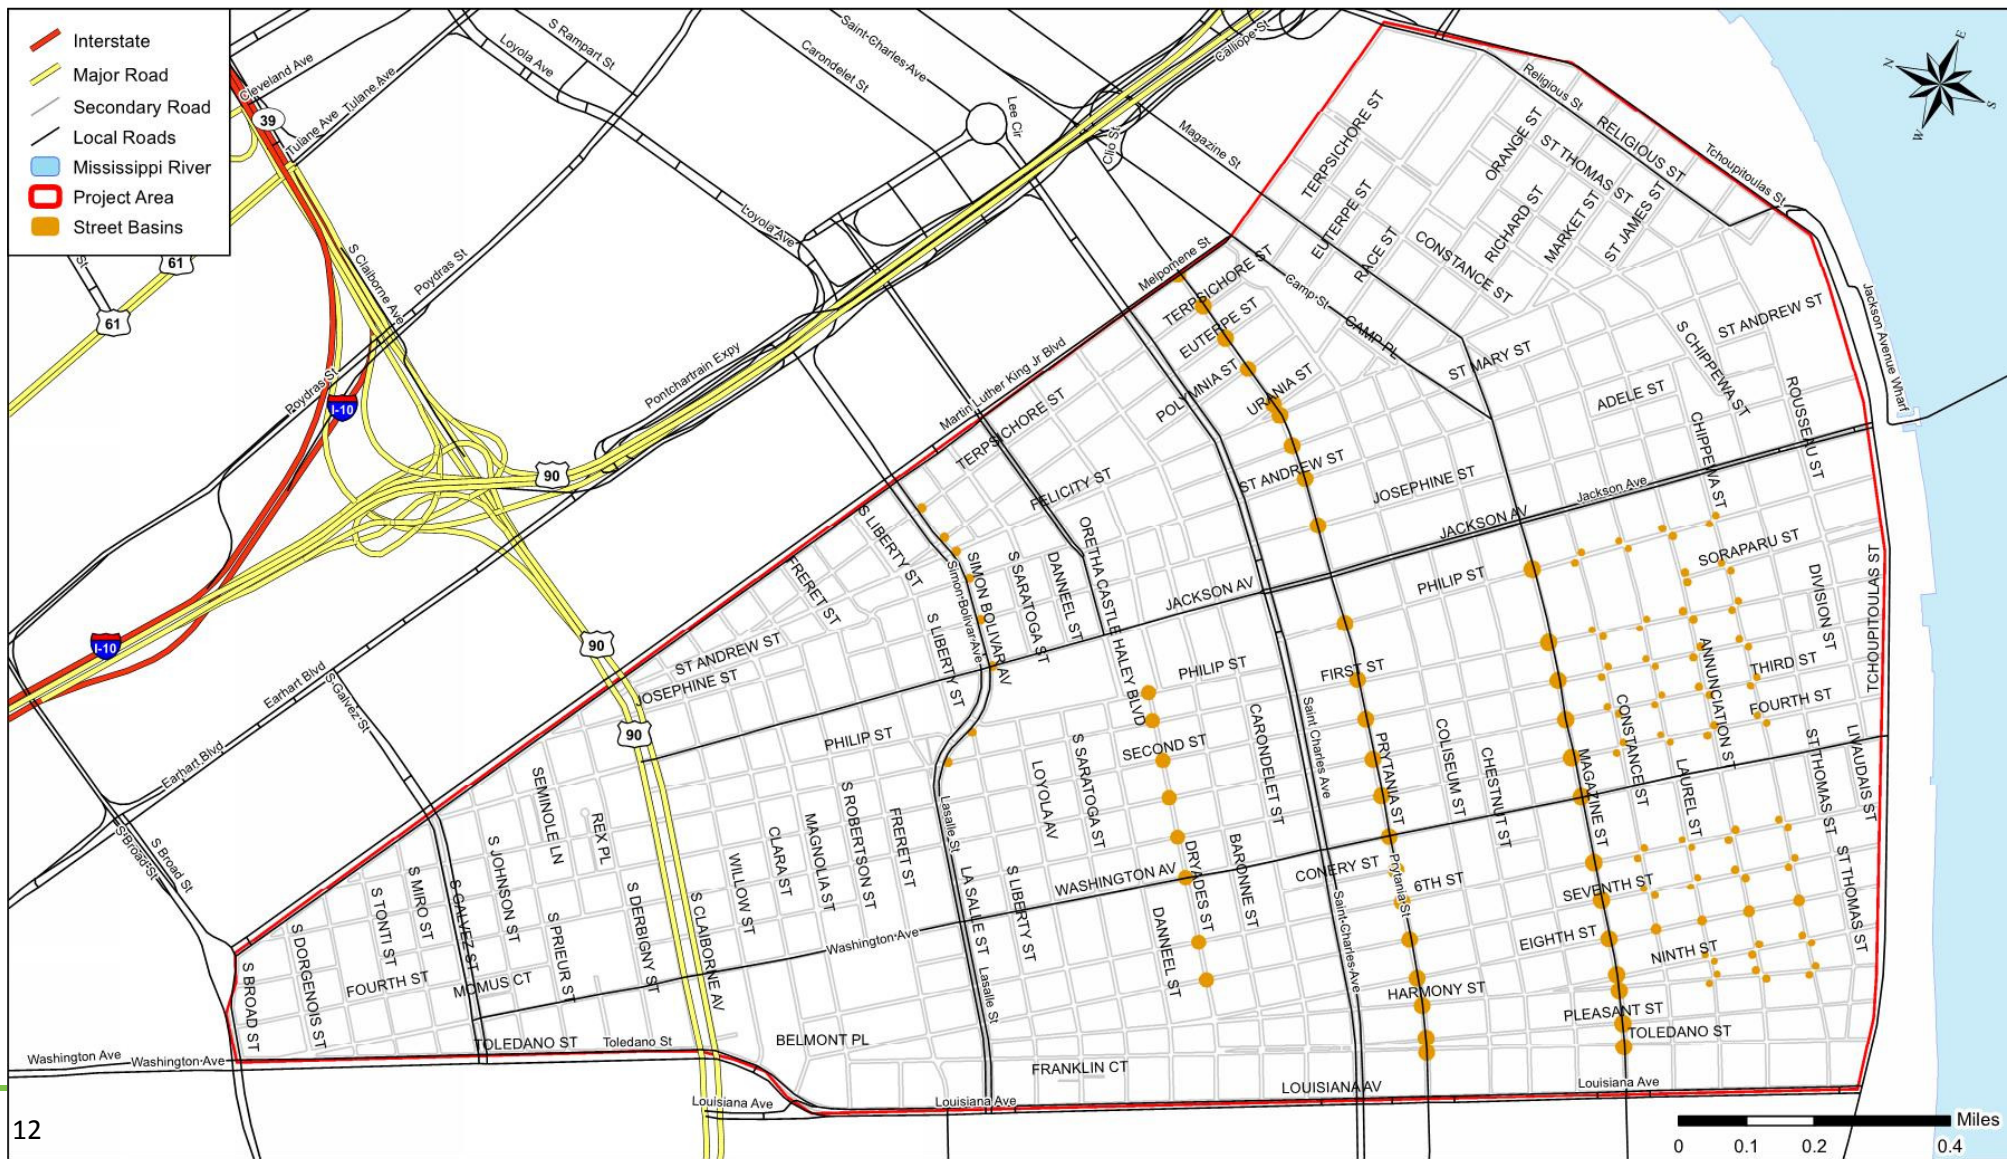 Interstate
Major Road
Secondary Road
Local Roads
Mississippi River
Project Area
Street Basins
Cleveland Ave
39
Tulane Ave
Tulane Ave
S Rampart St
Loyola Ave
Saint Charles Ave
Carondelet St
Calliope St
Lee Cir
Clio St
Magazine St
N
E
S
W
Religious St
RELIGIOUS ST
Tchoupitoulas St
TERPSICHORE ST
ORANGE ST
ST THOMAS ST
EUTERPE ST
RICHARD ST
MARKET ST
ST JAMES ST
RACE ST
CONSTANCE ST
61
61
S Claiborne Ave
Poydras St
Loyola Ave
Melpomene St
TERPSICHORE ST
Camp St
CAMP PL
EUTERPE ST
POLYMNIA ST
URANIA ST
ST MARY ST
S CHIPPEWA ST
ST ANDREW ST
Jackson Avenue Wharf
Pontchartrain Expy
Martin Luther King Jr Blvd
Poydras St
I-10
TERPSICHORE ST
ADELE ST
ROUSSEAU ST
CHIPPEWA ST
90
FELICITY ST
ST ANDREW ST
JOSEPHINE ST
Jackson Ave
JACKSON AV
S LIBERTY ST
ORETHA CASTLE HALEY BLVD
SORAPARU ST
FRERET ST
SIMON BOLIVAR AV
Simon Bolivar Ave
S SARATOGA ST
DANNEEL ST
JACKSON AV
PHILIP ST
DIVISION ST
TCHOUPITOULAS ST
I-10
90
ST ANDREW ST
JOSEPHINE ST
S LIBERTY ST
PHILIP ST
FIRST ST
ANNUNCIATION ST
THIRD ST
FOURTH ST
Earhart Blvd
S Galvez St
90
Earhart Blvd
PHILIP ST
SECOND ST
CARONDELET ST
Saint Charles Ave
PRYTANIA ST
COLISEUM ST
CHESTNUT ST
MAGAZINE ST
CONSTANCE ST
LAUREL ST
ST THOMAS ST
LIVAUDAIS ST
SEMINOLE LN
REX PL
LOYOLA AV
S SARATOGA ST
S Broad St
S Broad St
S JOHNSON ST
CLARA ST
MAGNOLIA ST
S ROBERTSON ST
FRERET ST
Lasalle St
DRYADES ST
BARONNE ST
CONERY ST
6TH ST
SEVENTH ST
ST THOMAS ST
S TONTI ST
S MIRO ST
S GALVEZ ST
WILLOW ST
LA SALLE ST
S LIBERTY ST
WASHINGTON AV
Prytania St
Saint Charles Ave
S DORGENOIS ST
S PRIEUR ST
S DERBIGNY ST
S CLAIBORNE AV
Washington Ave
DANNEEL ST
EIGHTH ST
NINTH ST
S BROAD ST
FOURTH ST
MOMUS CT
Lasalle St
HARMONY ST
PLEASANT ST
TOLEDANO ST
TOLEDANO ST
Toledano St
BELMONT PL
Washington Ave
Washington Ave
FRANKLIN CT
LOUISIANA AV
Louisiana Ave
Louisiana Ave
Louisiana Ave
Miles
0 0.1 0.2 0.4
12